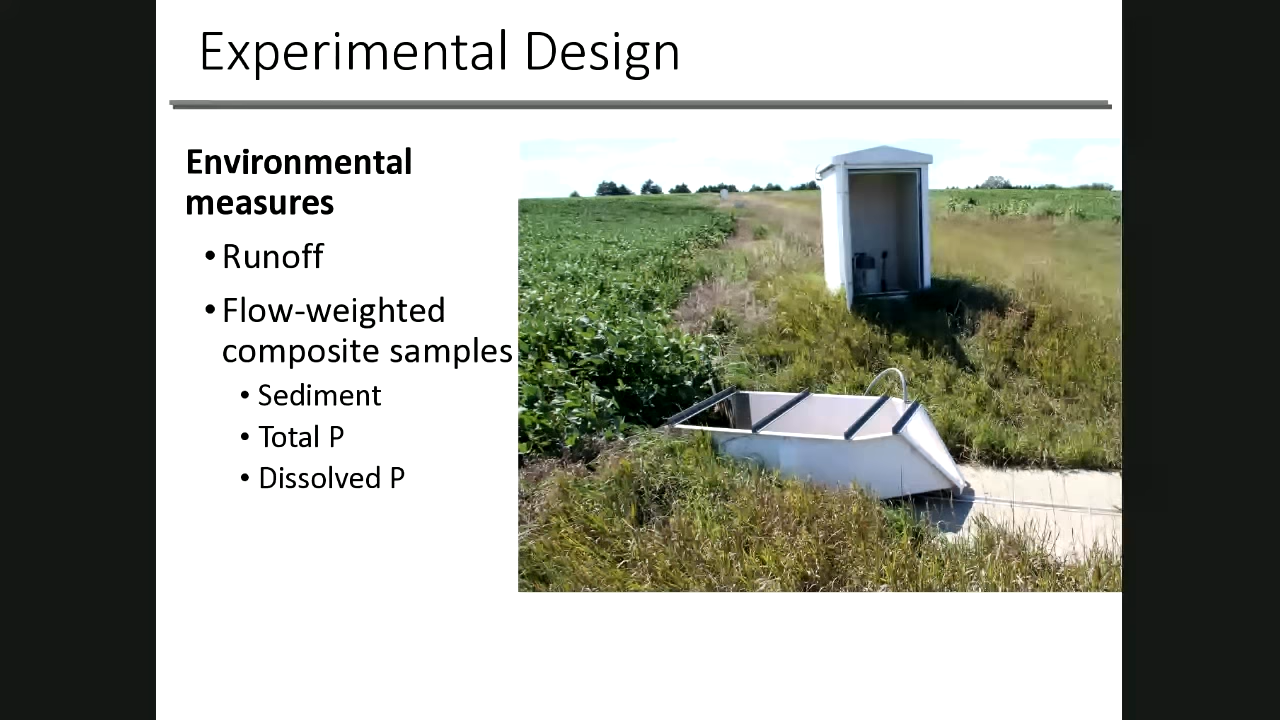 Experimental Design
Environmental
measures
• Runoff
• Flow-weighted
composite samples
• Sediment
• Total P
• Dissolved P